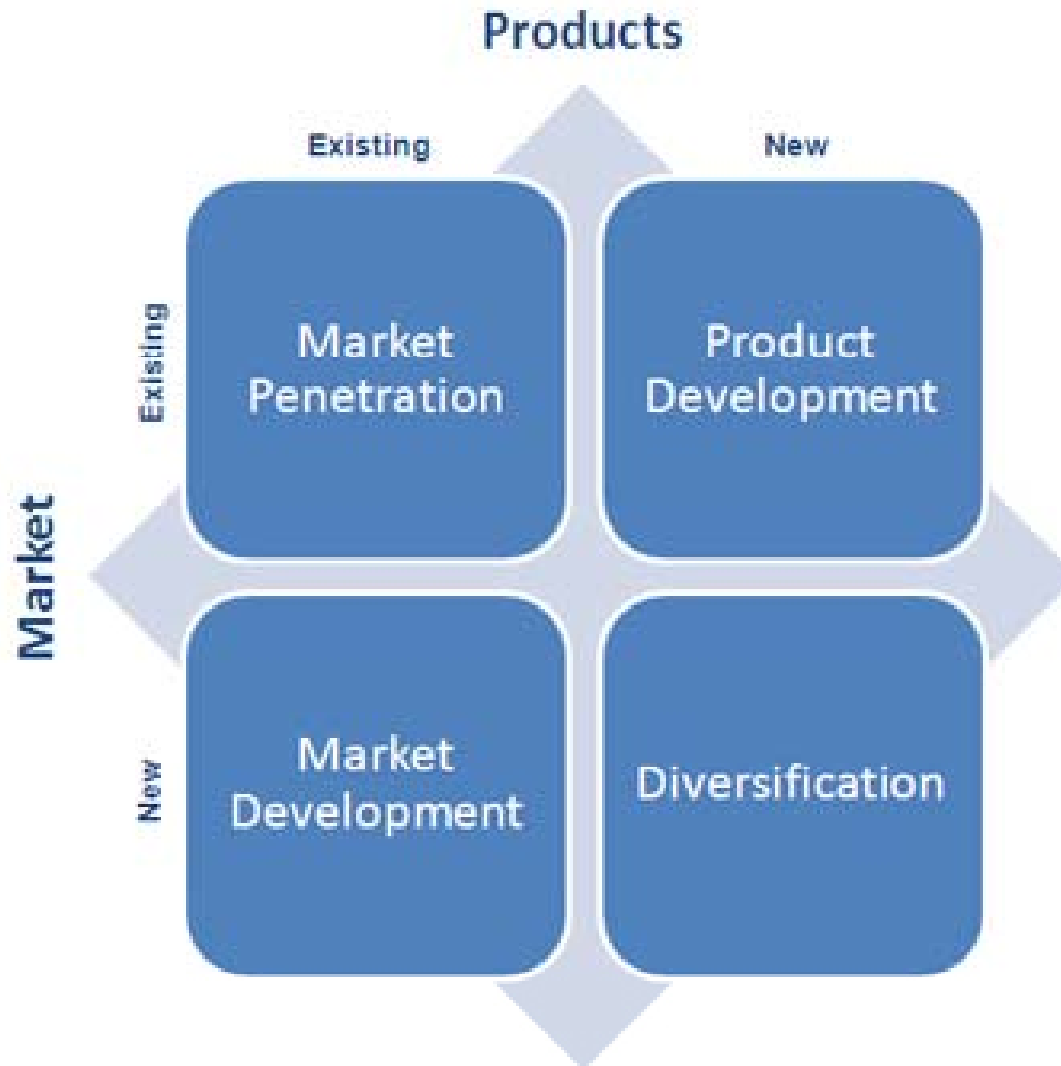 Products
Existing
New
Existing
Market
Penetration
Product
Development
Market
New
Market
Development
Diversification